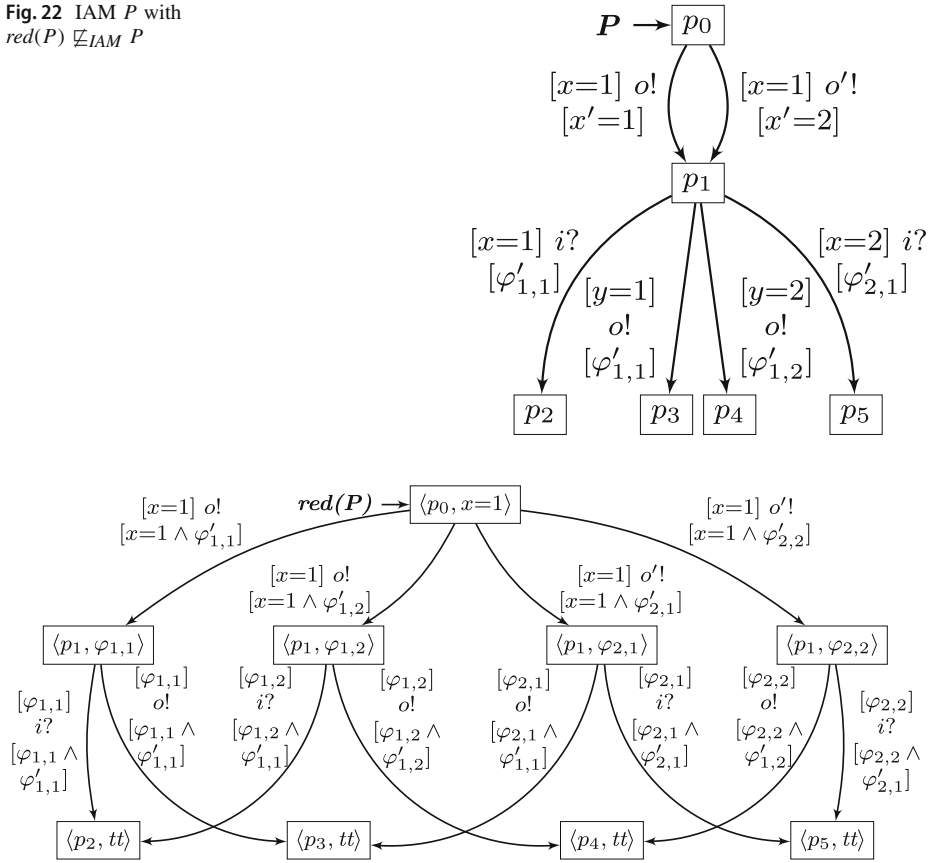 Fig. 22 IAM P with
red(P) ⋢IAM P
P
p₀
[x=1] o!
[x′=1]
[x=1] o′!
[x′=2]
p₁
[x=1] i?
[φ′₁,₁]
[y=1]
o!
[φ′₁,₁]
[y=2]
o!
[φ′₁,₂]
[x=2] i?
[φ′₂,₁]
p₂
p₃
p₄
p₅
red(P)
⟨p₀, x=1⟩
[x=1] o!
[x=1 ∧ φ′₁,₁]
[x=1] o!
[x=1 ∧ φ′₁,₂]
[x=1] o′!
[x=1 ∧ φ′₂,₁]
[x=1] o′!
[x=1 ∧ φ′₂,₂]
⟨p₁, φ₁,₁⟩
⟨p₁, φ₁,₂⟩
⟨p₁, φ₂,₁⟩
⟨p₁, φ₂,₂⟩
[φ₁,₁]
i?
[φ₁,₁ ∧
φ′₁,₁]
[φ₁,₁]
o!
[φ₁,₁ ∧
φ′₁,₁]
[φ₁,₂]
i?
[φ₁,₂ ∧
φ′₁,₁]
[φ₁,₂]
o!
[φ₁,₂ ∧
φ′₁,₂]
[φ₂,₁]
o!
[φ₂,₁ ∧
φ′₁,₁]
[φ₂,₁]
i?
[φ₂,₁ ∧
φ′₂,₁]
[φ₂,₂]
o!
[φ₂,₂ ∧
φ′₁,₂]
[φ₂,₂]
i?
[φ₂,₂ ∧
φ′₂,₁]
⟨p₂, tt⟩
⟨p₃, tt⟩
⟨p₄, tt⟩
⟨p₅, tt⟩